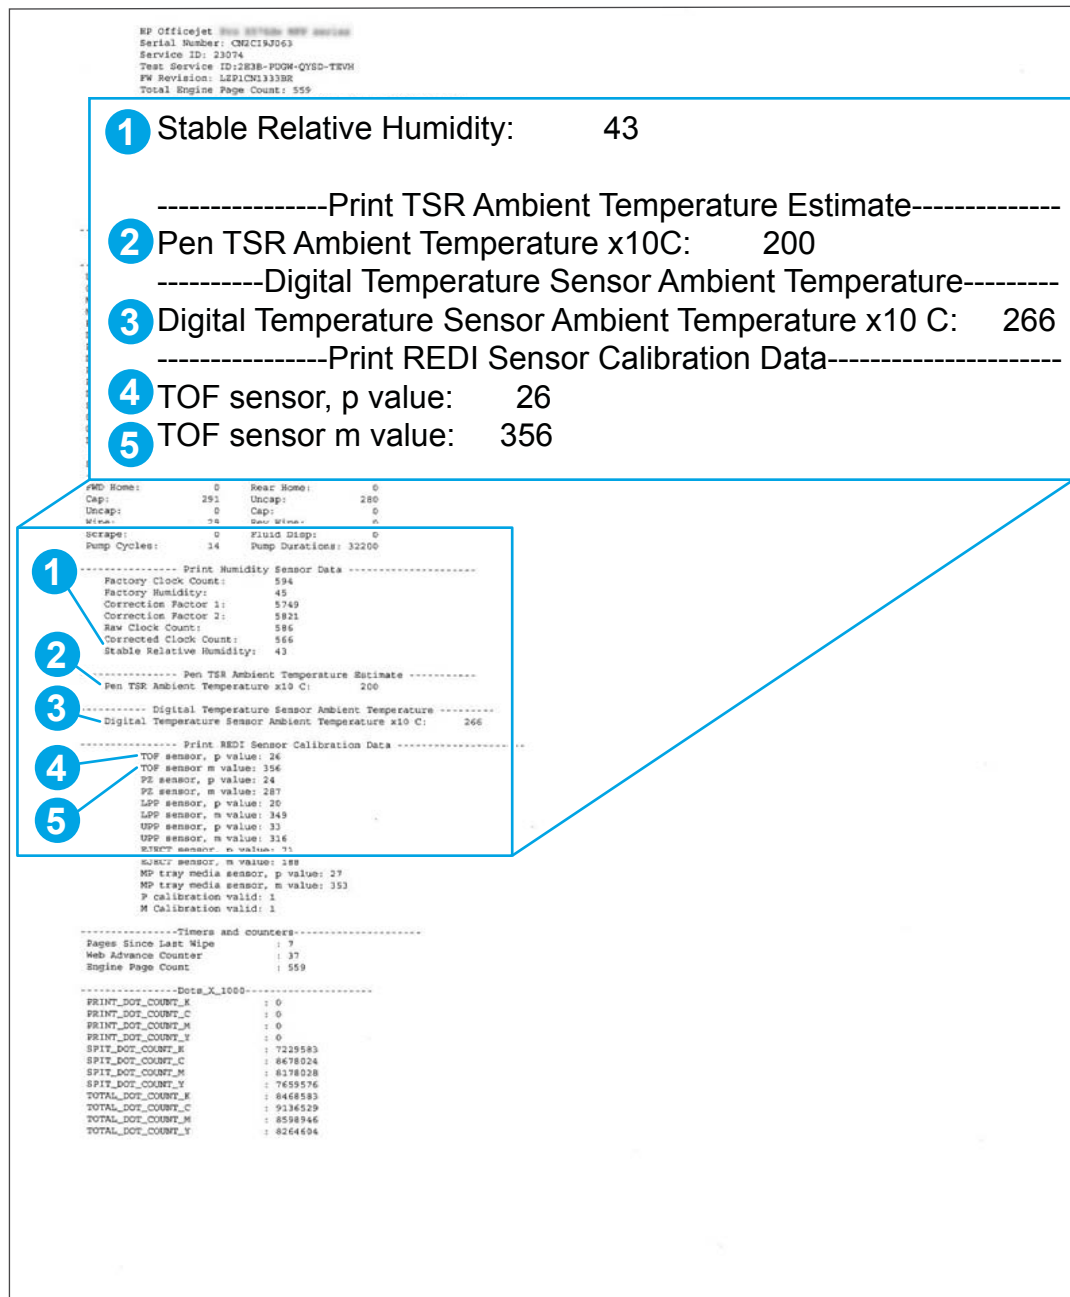 HP Officejet
Serial Number: CN2CI9J063
Service ID: 23074
Test Service ID:2E3B-PDGW-QYSD-TEVH
FW Revision: LZP1CN1333BR
Total Engine Page Count: 559
1 Stable Relative Humidity: 43
----------------Print TSR Ambient Temperature Estimate--------------
2 Pen TSR Ambient Temperature x10C: 200
----------Digital Temperature Sensor Ambient Temperature---------
3 Digital Temperature Sensor Ambient Temperature x10 C: 266
----------------Print REDI Sensor Calibration Data----------------------
4 TOF sensor, p value: 26
5 TOF sensor m value: 356
FWD Home: 0 Rear Home: 0
Cap: 291 Uncap: 280
Uncap: 0 Cap: 0
Wipe: 29 Rev Wipe: 0
Scrape: 0 Fluid Disp: 0
Pump Cycles: 14 Pump Durations: 32200
--------------- Print Humidity Sensor Data --------------------
1
Factory Clock Count: 594
Factory Humidity: 45
Correction Factor 1: 5749
Correction Factor 2: 5821
Raw Clock Count: 586
Corrected Clock Count: 566
Stable Relative Humidity: 43
2
-------------- Pen TSR Ambient Temperature Estimate -----------
Pen TSR Ambient Temperature x10 C: 200
3
---------- Digital Temperature Sensor Ambient Temperature ---------
Digital Temperature Sensor Ambient Temperature x10 C: 266
--------------- Print REDI Sensor Calibration Data --------------------
4
TOF sensor, p value: 26
TOF sensor m value: 356
PZ sensor, p value: 24
PZ sensor, m value: 287
5
LPP sensor, p value: 20
LPP sensor, m value: 349
UPP sensor, p value: 33
UPP sensor, m value: 316
EJECT sensor, p value: 71
EJECT sensor, m value: 188
MP tray media sensor, p value: 27
MP tray media sensor, m value: 353
P calibration valid: 1
M Calibration valid: 1
---------------Timers and counters--------------------
Pages Since Last Wipe : 7
Web Advance Counter : 37
Engine Page Count : 559
---------------Dots_X_1000--------------------
PRINT_DOT_COUNT_K : 0
PRINT_DOT_COUNT_C : 0
PRINT_DOT_COUNT_M : 0
PRINT_DOT_COUNT_Y : 0
SPIT_DOT_COUNT_K : 7229583
SPIT_DOT_COUNT_C : 8678024
SPIT_DOT_COUNT_M : 8178028
SPIT_DOT_COUNT_Y : 7659576
TOTAL_DOT_COUNT_K : 8468583
TOTAL_DOT_COUNT_C : 9136529
TOTAL_DOT_COUNT_M : 8598946
TOTAL_DOT_COUNT_Y : 8264604